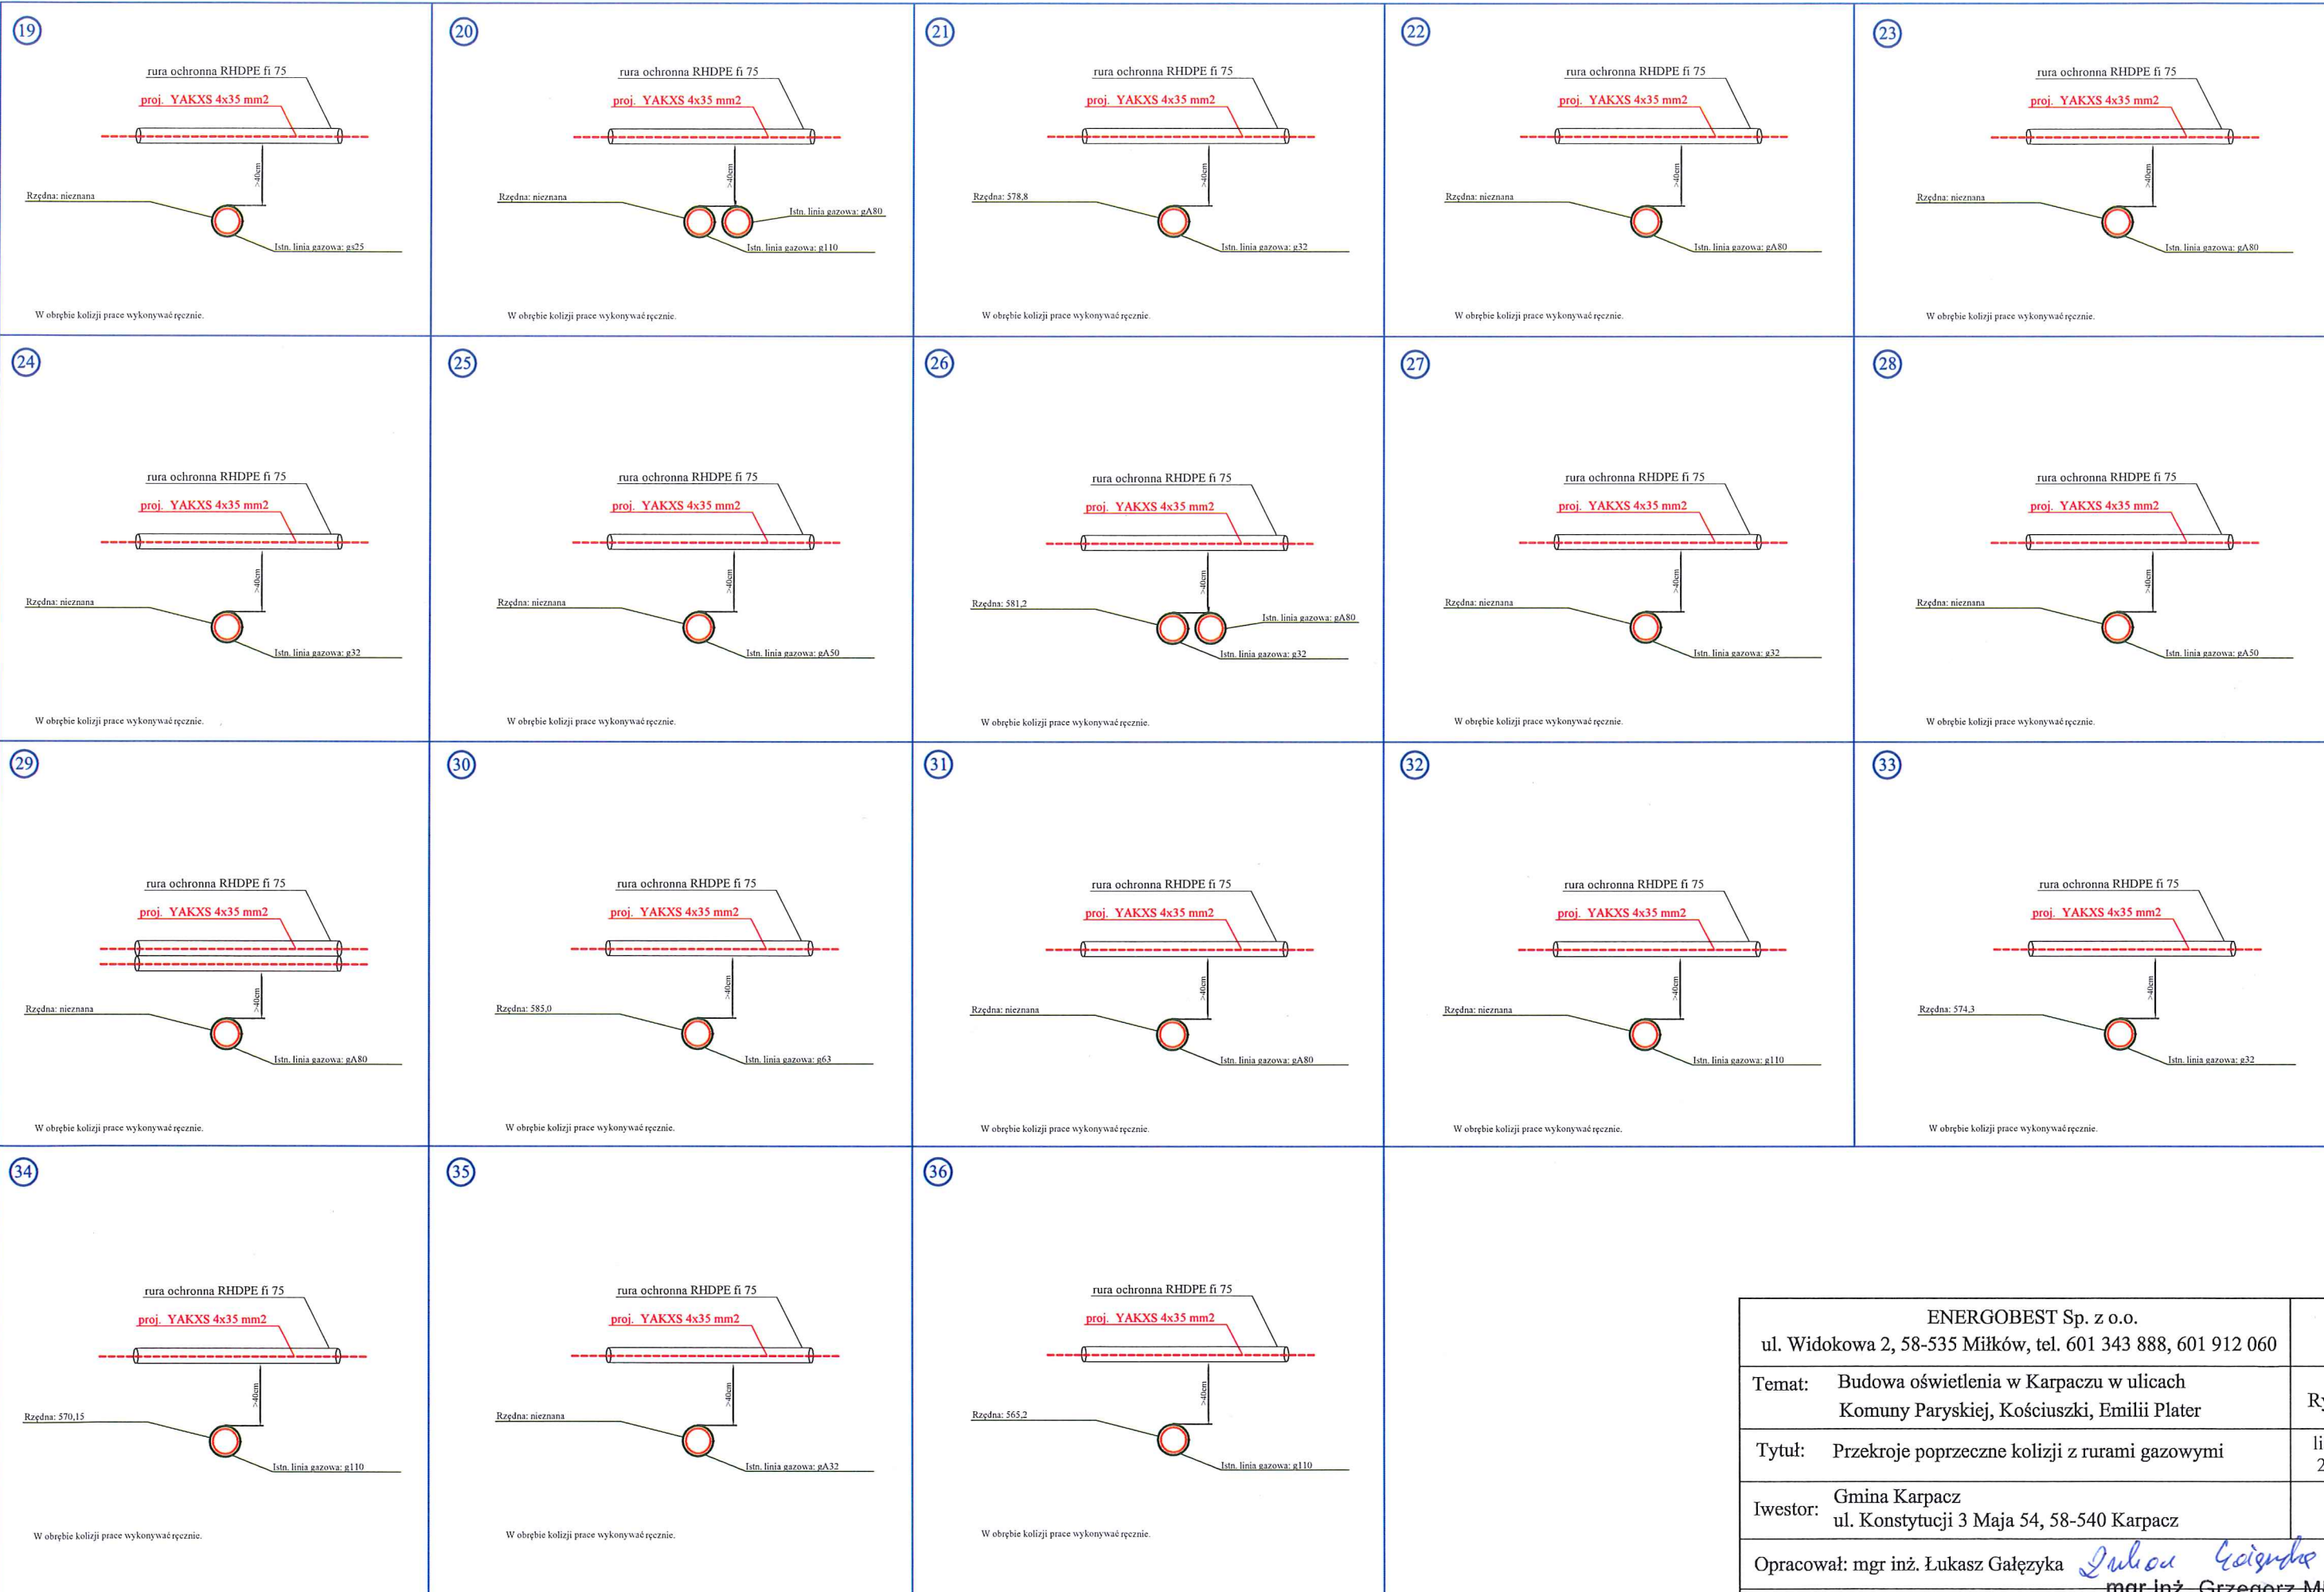 19
rura ochronna RHDPE fi 75
proj. YAKXS 4x35 mm2
>40cm
Rzędna: nieznana
Istn. linia gazowa: gs25
W obrębie kolizji prace wykonywać ręcznie.
20
rura ochronna RHDPE fi 75
proj. YAKXS 4x35 mm2
>40cm
Rzędna: nieznana
Istn. linia gazowa: gA80
Istn. linia gazowa: g110
W obrębie kolizji prace wykonywać ręcznie.
21
rura ochronna RHDPE fi 75
proj. YAKXS 4x35 mm2
>40cm
Rzędna: 578,8
Istn. linia gazowa: g32
W obrębie kolizji prace wykonywać ręcznie.
22
rura ochronna RHDPE fi 75
proj. YAKXS 4x35 mm2
>40cm
Rzędna: nieznana
Istn. linia gazowa: gA80
W obrębie kolizji prace wykonywać ręcznie.
23
rura ochronna RHDPE fi 75
proj. YAKXS 4x35 mm2
>40cm
Rzędna: nieznana
Istn. linia gazowa: gA80
W obrębie kolizji prace wykonywać ręcznie.
24
rura ochronna RHDPE fi 75
proj. YAKXS 4x35 mm2
>40cm
Rzędna: nieznana
Istn. linia gazowa: g32
W obrębie kolizji prace wykonywać ręcznie.
25
rura ochronna RHDPE fi 75
proj. YAKXS 4x35 mm2
>40cm
Rzędna: nieznana
Istn. linia gazowa: gA50
W obrębie kolizji prace wykonywać ręcznie.
26
rura ochronna RHDPE fi 75
proj. YAKXS 4x35 mm2
>40cm
Rzędna: 581,2
Istn. linia gazowa: gA80
Istn. linia gazowa: g32
W obrębie kolizji prace wykonywać ręcznie.
27
rura ochronna RHDPE fi 75
proj. YAKXS 4x35 mm2
>40cm
Rzędna: nieznana
Istn. linia gazowa: g32
W obrębie kolizji prace wykonywać ręcznie.
28
rura ochronna RHDPE fi 75
proj. YAKXS 4x35 mm2
>40cm
Rzędna: nieznana
Istn. linia gazowa: gA50
W obrębie kolizji prace wykonywać ręcznie.
29
rura ochronna RHDPE fi 75
proj. YAKXS 4x35 mm2
>40cm
Rzędna: nieznana
Istn. linia gazowa: gA80
W obrębie kolizji prace wykonywać ręcznie.
30
rura ochronna RHDPE fi 75
proj. YAKXS 4x35 mm2
>40cm
Rzędna: 585,0
Istn. linia gazowa: g63
W obrębie kolizji prace wykonywać ręcznie.
31
rura ochronna RHDPE fi 75
proj. YAKXS 4x35 mm2
>40cm
Rzędna: nieznana
Istn. linia gazowa: gA80
W obrębie kolizji prace wykonywać ręcznie.
32
rura ochronna RHDPE fi 75
proj. YAKXS 4x35 mm2
>40cm
Rzędna: nieznana
Istn. linia gazowa: g110
W obrębie kolizji prace wykonywać ręcznie.
33
rura ochronna RHDPE fi 75
proj. YAKXS 4x35 mm2
>40cm
Rzędna: 574,3
Istn. linia gazowa: g32
W obrębie kolizji prace wykonywać ręcznie.
34
rura ochronna RHDPE fi 75
proj. YAKXS 4x35 mm2
>40cm
Rzędna: 570,15
Istn. linia gazowa: g110
W obrębie kolizji prace wykonywać ręcznie.
35
rura ochronna RHDPE fi 75
proj. YAKXS 4x35 mm2
>40cm
Rzędna: nieznana
Istn. linia gazowa: gA32
W obrębie kolizji prace wykonywać ręcznie.
36
rura ochronna RHDPE fi 75
proj. YAKXS 4x35 mm2
>40cm
Rzędna: 565,2
Istn. linia gazowa: g110
W obrębie kolizji prace wykonywać ręcznie.
ENERGOBEST Sp. z o.o.
ul. Widokowa 2, 58-535 Miłków, tel. 601 343 888, 601 912 060
Temat: Budowa oświetlenia w Karpaczu w ulicach
Komuny Paryskiej, Kościuszki, Emilii Plater
Tytuł: Przekroje poprzeczne kolizji z rurami gazowymi
Iwestor: Gmina Karpacz
ul. Konstytucji 3 Maja 54, 58-540 Karpacz
Opracował: mgr inż. Łukasz Gałęzyka
mgr inż. Grzegorz